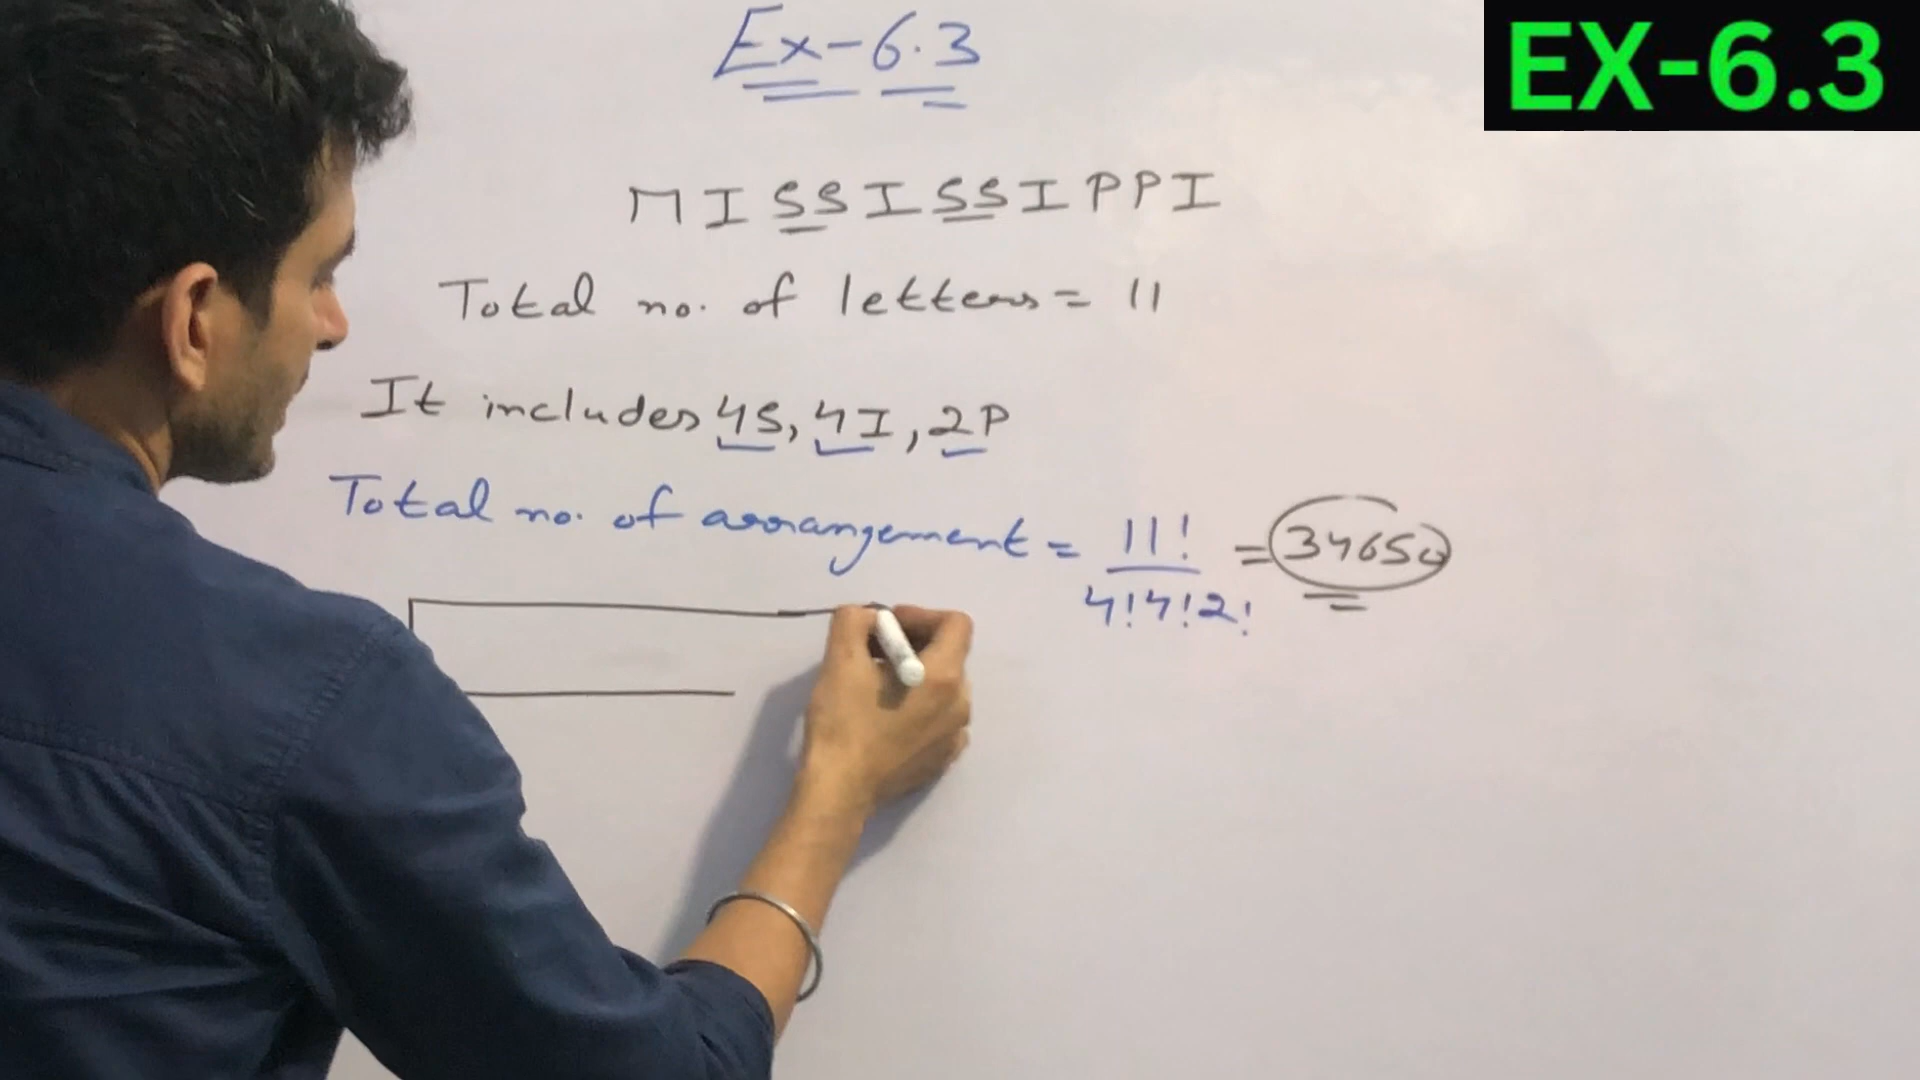 Ex-6.3
EX-6.3
MISSISSIPPI
Total no. of letters = 11
It includes 4S, 4I, 2P
Total no. of arrangement = 11! / 4!4!2! = 34650